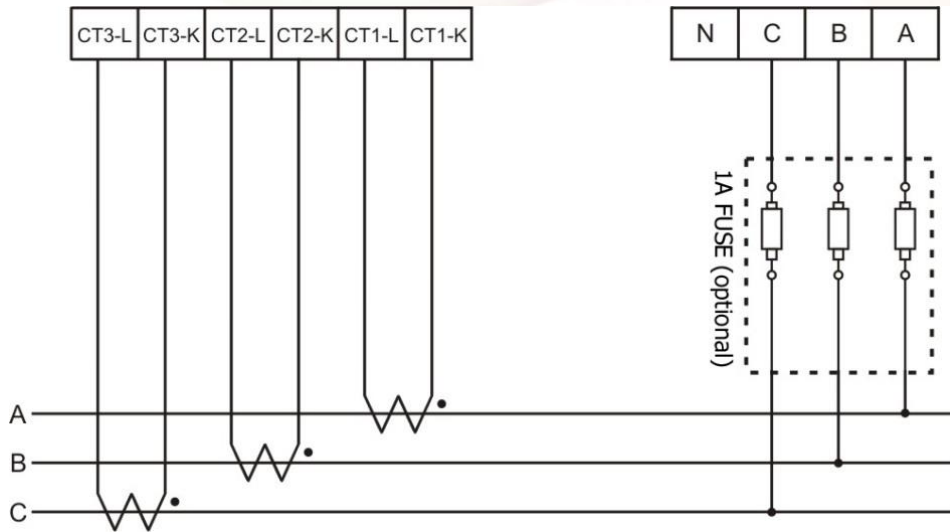 CT3-L CT3-K CT2-L CT2-K CT1-L CT1-K
N C B A
1A FUSE (optional)
A
B
C